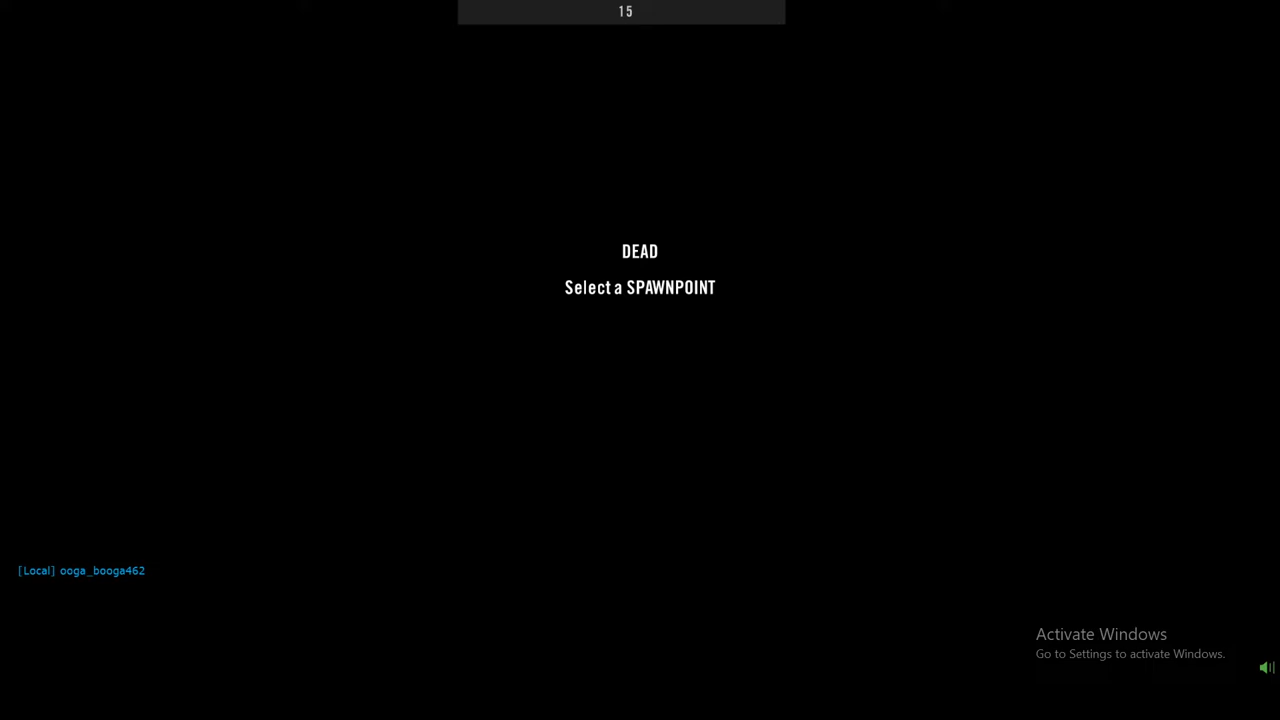 15
DEAD
Select a SPAWNPOINT
[Local] ooga_booga462
Activate Windows
Go to Settings to activate Windows.